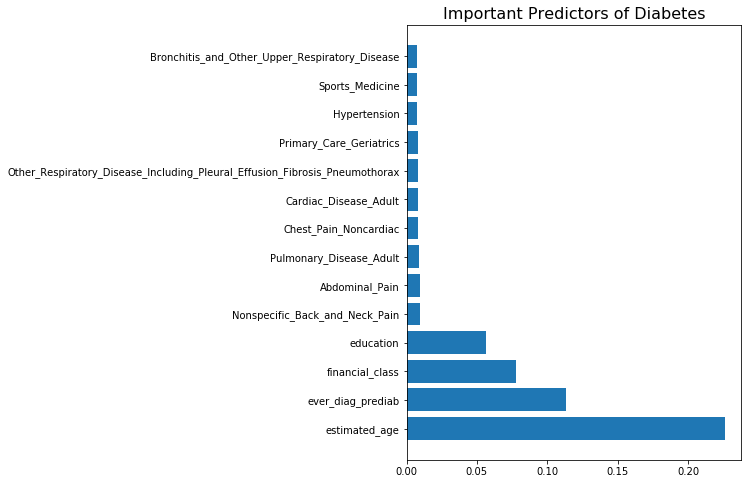 Important Predictors of Diabetes
Bronchitis_and_Other_Upper_Respiratory_Disease
Sports_Medicine
Hypertension
Primary_Care_Geriatrics
Other_Respiratory_Disease_Including_Pleural_Effusion_Fibrosis_Pneumothorax
Cardiac_Disease_Adult
Chest_Pain_Noncardiac
Pulmonary_Disease_Adult
Abdominal_Pain
Nonspecific_Back_and_Neck_Pain
education
financial_class
ever_diag_prediab
estimated_age
0.00 0.05 0.10 0.15 0.20